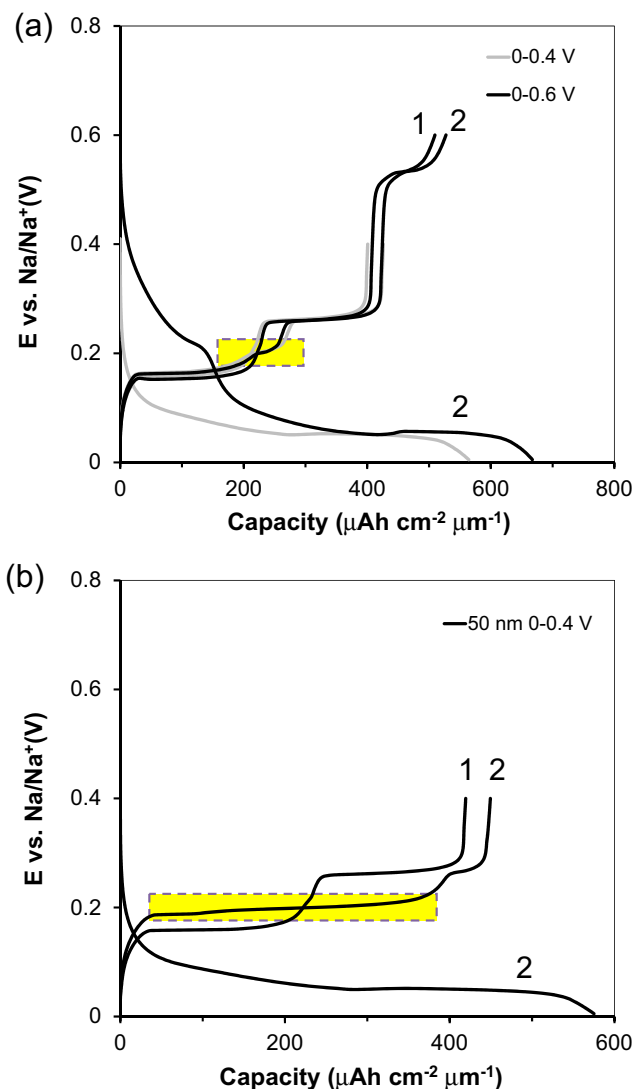 (a)
0.8
0-0.4 V
0-0.6 V
1 2
0.6
0.4
0.2
2
0
E vs. Na/Na⁺(V)
0 200 400 600 800
Capacity (μAh cm⁻² μm⁻¹)
(b)
0.8
50 nm 0-0.4 V
0.6
1 2
0.4
0.2
2
0
E vs. Na/Na⁺(V)
0 200 400 600
Capacity (μAh cm⁻² μm⁻¹)